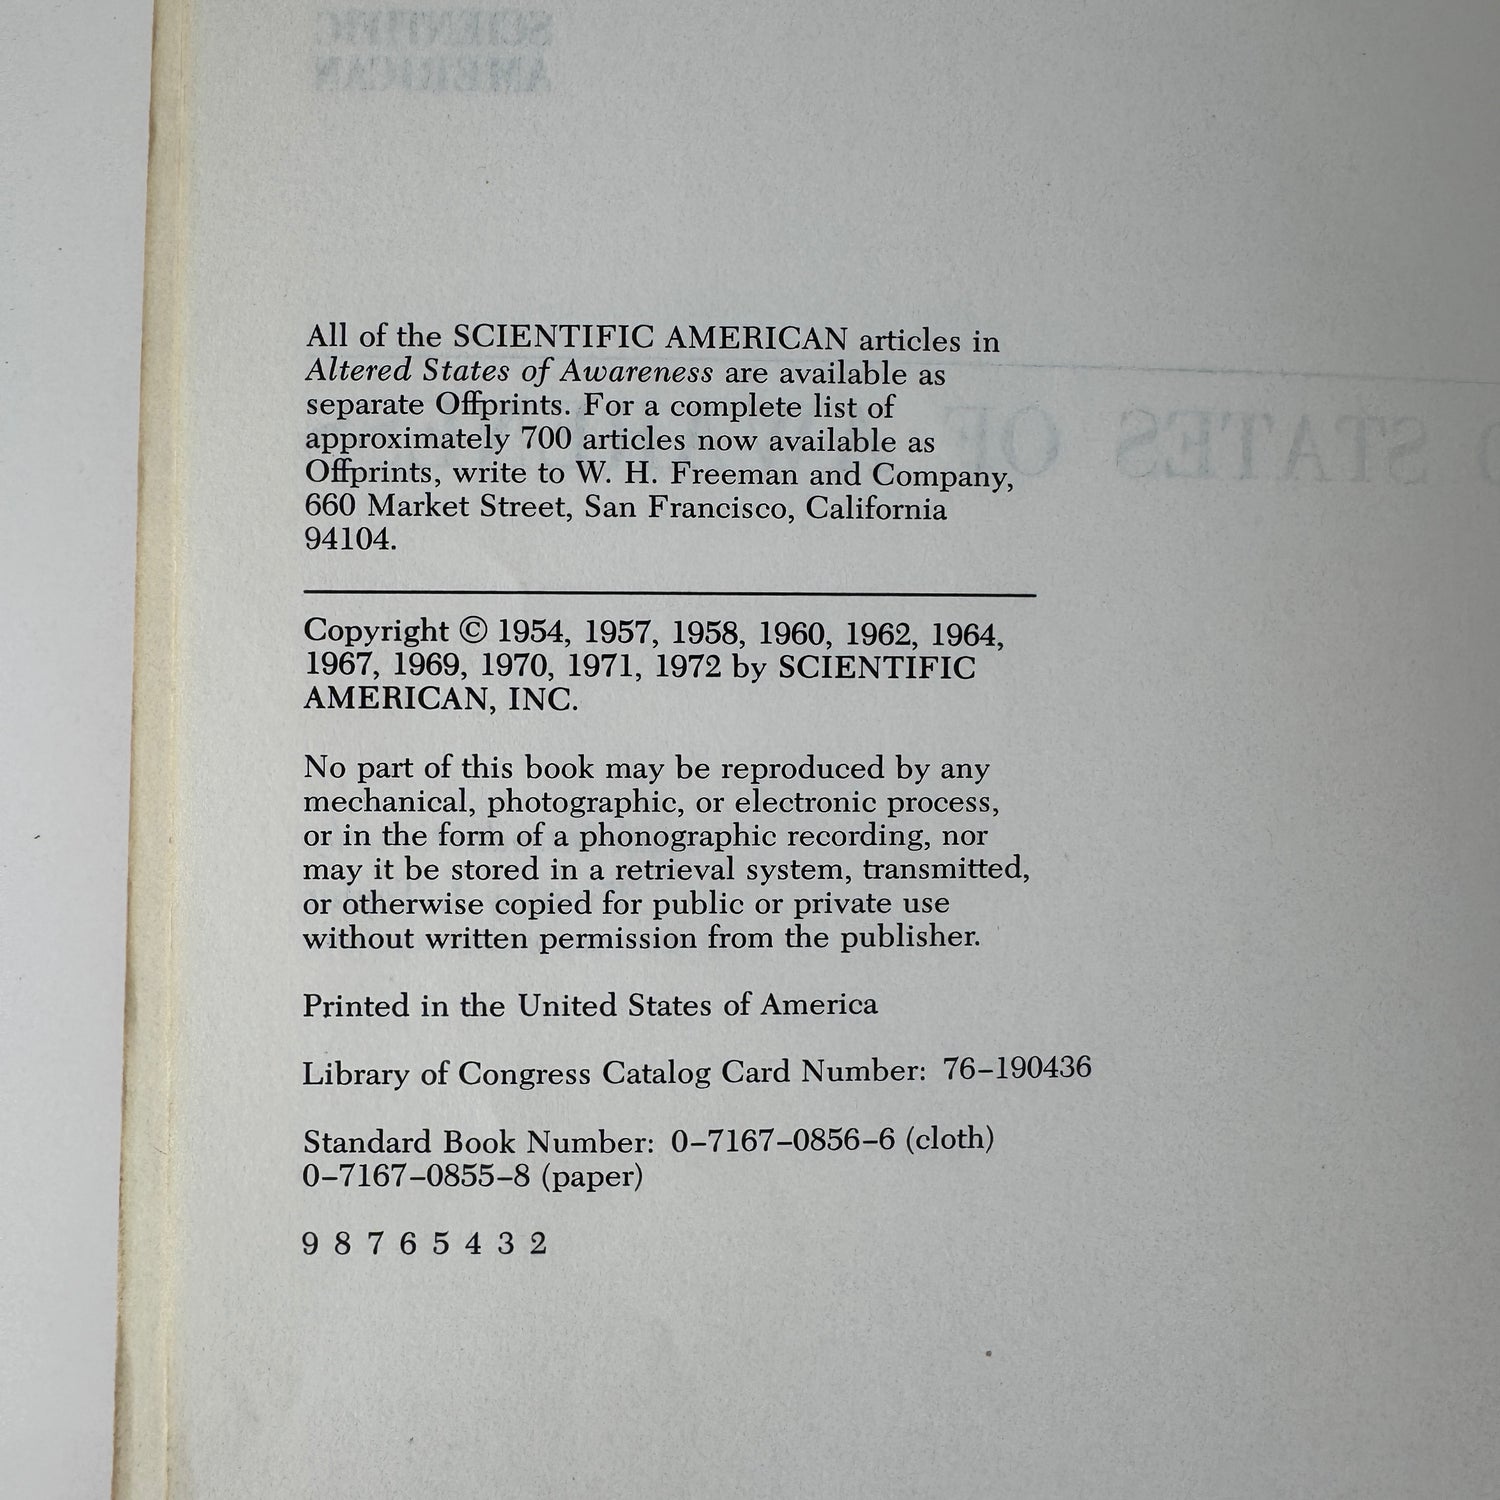 SCIENTIFIC
AMERICAN
All of the SCIENTIFIC AMERICAN articles in
Altered States of Awareness are available as
separate Offprints. For a complete list of
approximately 700 articles now available as
Offprints, write to W. H. Freeman and Company,
660 Market Street, San Francisco, California
94104.
STATES OF
Copyright © 1954, 1957, 1958, 1960, 1962, 1964,
1967, 1969, 1970, 1971, 1972 by SCIENTIFIC
AMERICAN, INC.
No part of this book may be reproduced by any
mechanical, photographic, or electronic process,
or in the form of a phonographic recording, nor
may it be stored in a retrieval system, transmitted,
or otherwise copied for public or private use
without written permission from the publisher.
Printed in the United States of America
Library of Congress Catalog Card Number: 76–190436
Standard Book Number: 0–7167–0856–6 (cloth)
0–7167–0855–8 (paper)
9 8 7 6 5 4 3 2